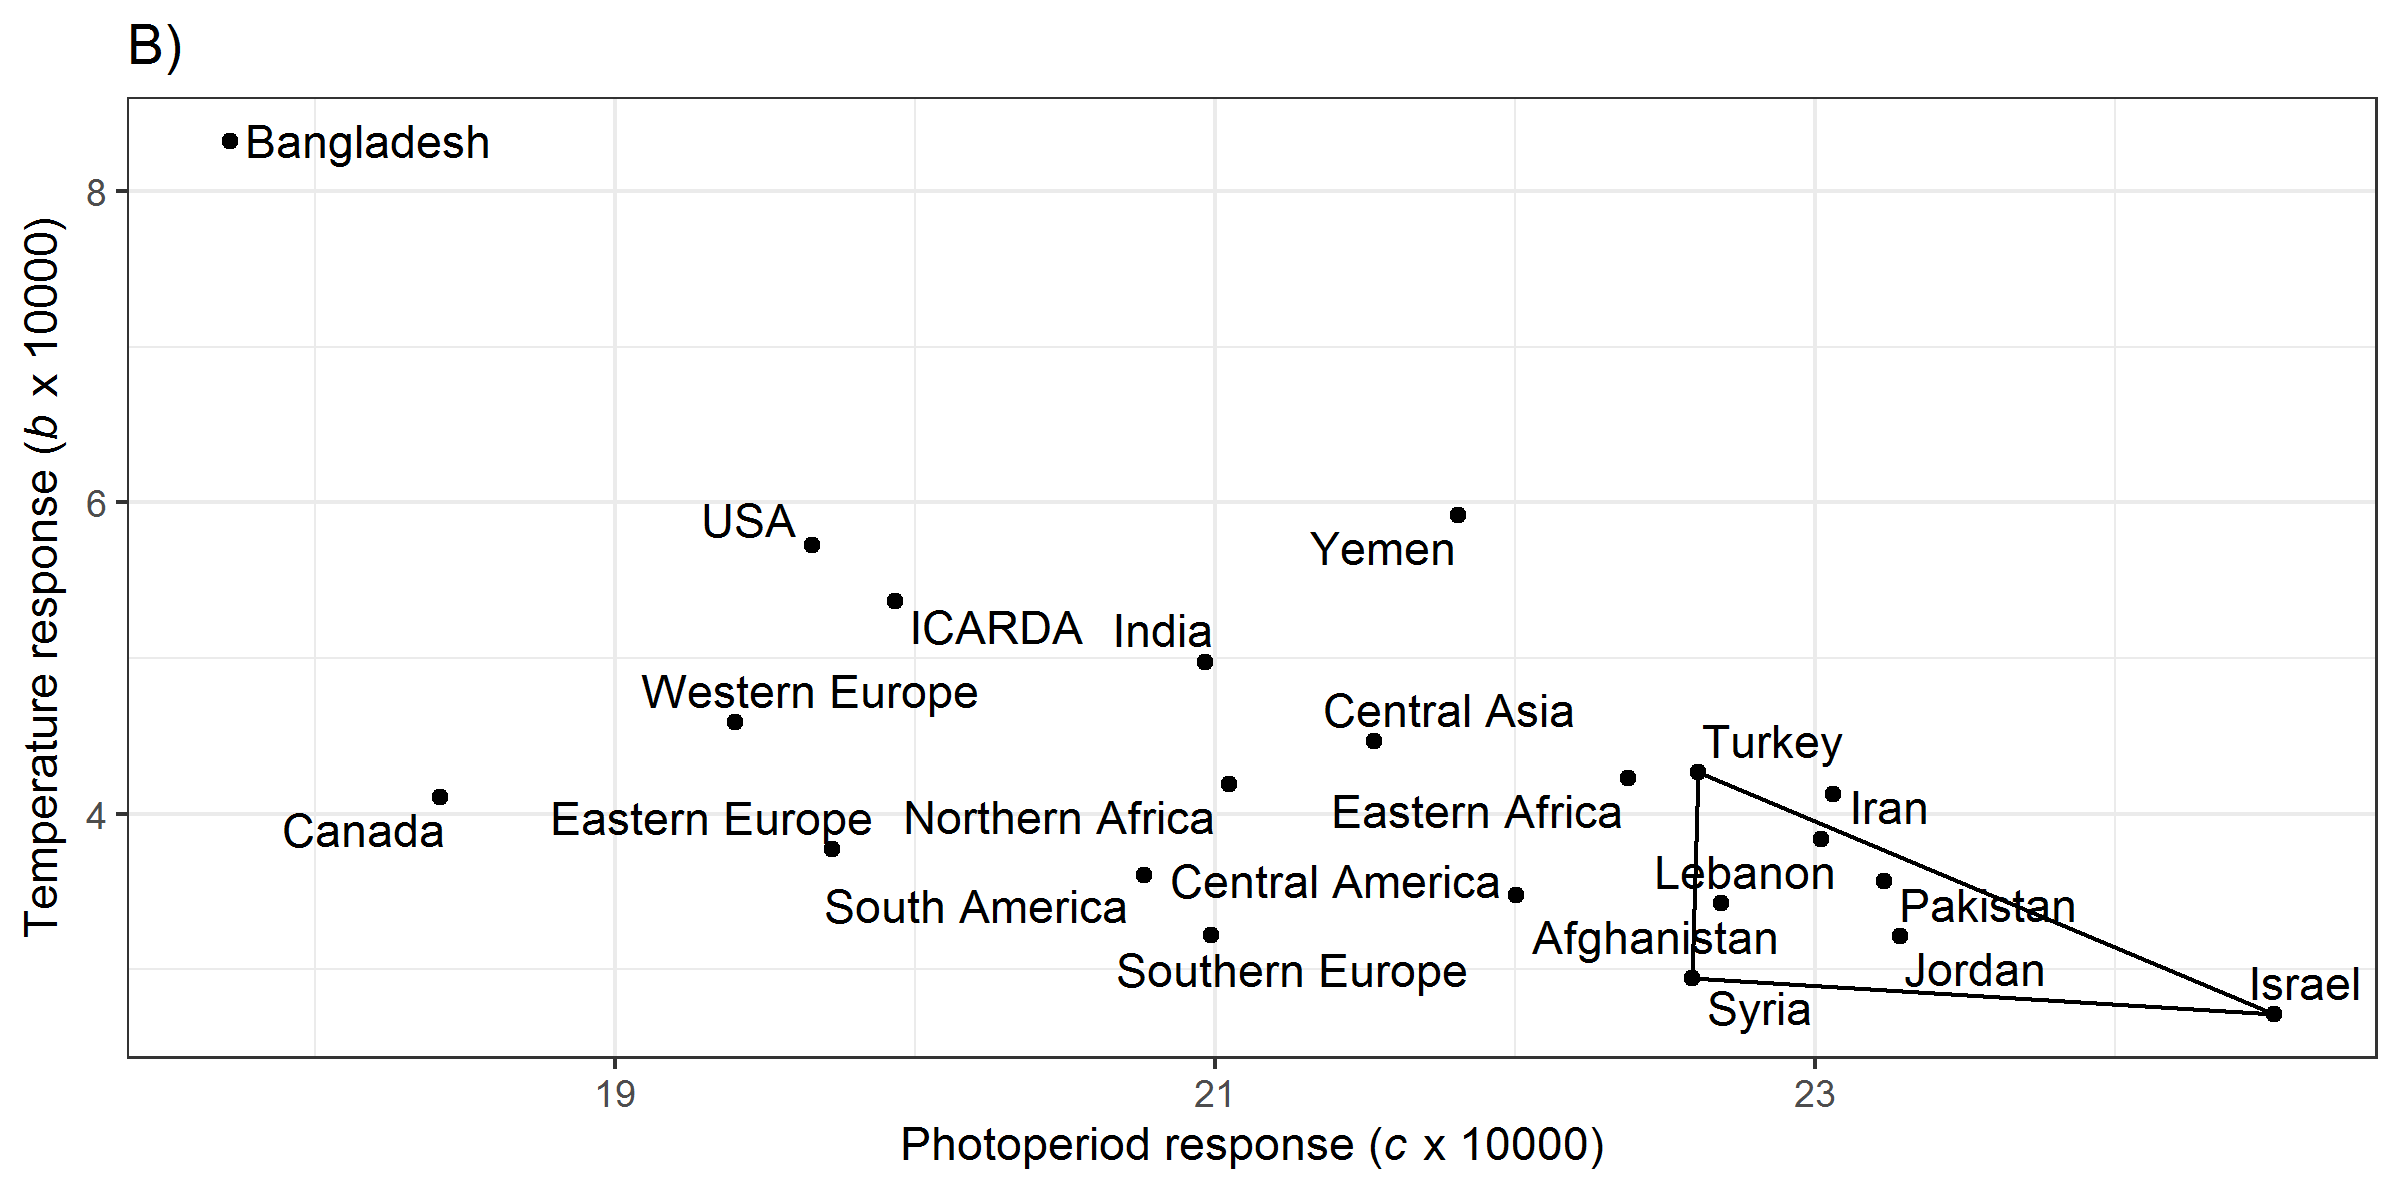 B)
Bangladesh
8
6
4
USA
Yemen
ICARDA
India
Western Europe
Central Asia
Turkey
Canada
Eastern Europe
Northern Africa
Eastern Africa
Iran
Lebanon
South America
Central America
Pakistan
Afghanistan
Southern Europe
Jordan
Syria
Israel
19
21
23
Temperature response (b x 10000)
Photoperiod response (c x 10000)